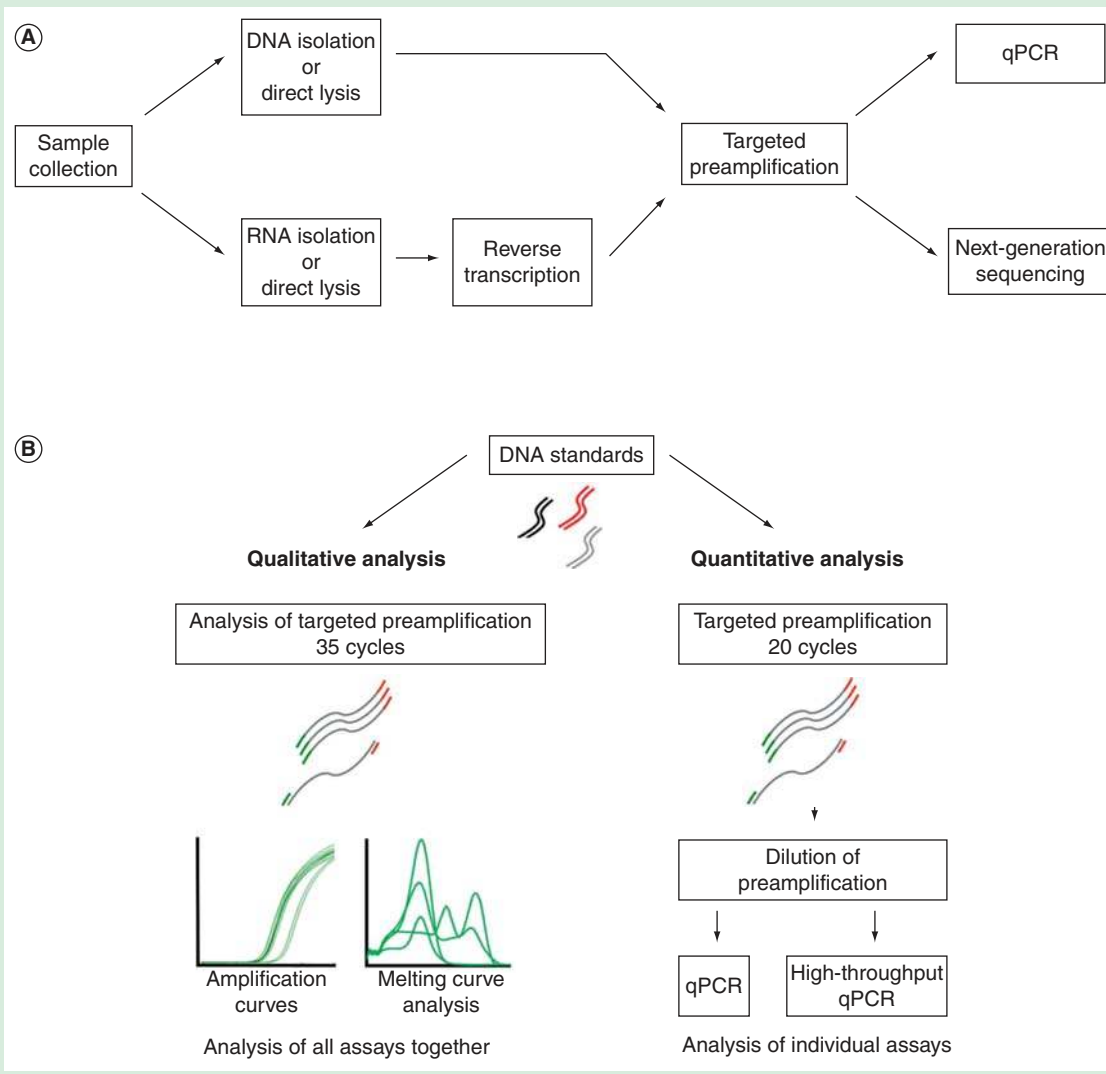 A
DNA isolation
or
direct lysis
qPCR
Sample
collection
Targeted
preamplification
RNA isolation
or
direct lysis
Reverse
transcription
Next-generation
sequencing
B
DNA standards
Qualitative analysis
Quantitative analysis
Analysis of targeted preamplification
35 cycles
Targeted preamplification
20 cycles
Dilution of
preamplification
Amplification
curves
Melting curve
analysis
qPCR
High-throughput
qPCR
Analysis of all assays together
Analysis of individual assays